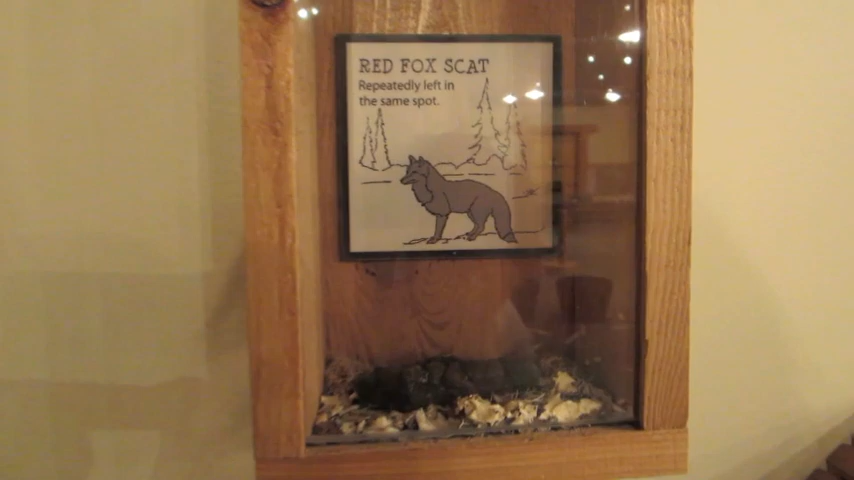 RED FOX SCAT
Repeatedly left in
the same spot.